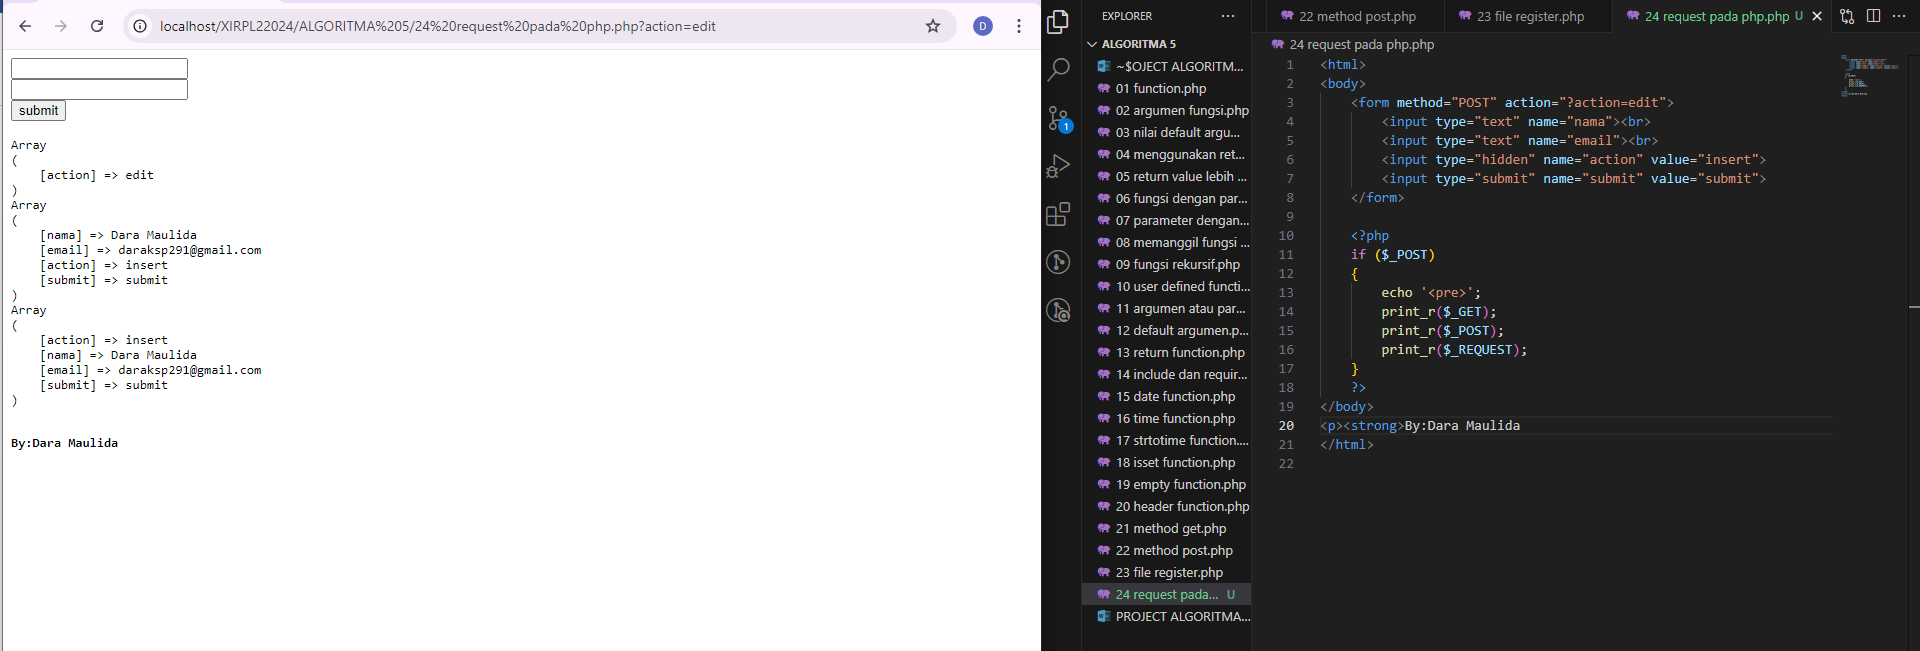 localhost/XIRPL22024/ALGORITMA%205/24%20request%20pada%20php.php?action=edit
D
submit
Array
(
    [action] => edit
)
Array
(
    [nama] => Dara Maulida
    [email] => daraksp291@gmail.com
    [action] => insert
    [submit] => submit
)
Array
(
    [action] => insert
    [nama] => Dara Maulida
    [email] => daraksp291@gmail.com
    [submit] => submit
)
By:Dara Maulida
1
EXPLORER
ALGORITMA 5
~$OJECT ALGORITM...
01 function.php
02 argumen fungsi.php
03 nilai default argu...
04 menggunakan ret...
05 return value lebih ...
06 fungsi dengan par...
07 parameter dengan...
08 memanggil fungsi ...
09 fungsi rekursif.php
10 user defined functi...
11 argumen atau par...
12 default argumen.p...
13 return function.php
14 include dan requir...
15 date function.php
16 time function.php
17 strtotime function....
18 isset function.php
19 empty function.php
20 header function.php
21 method get.php
22 method post.php
23 file register.php
24 request pada... U
PROJECT ALGORITMA...
22 method post.php 23 file register.php 24 request pada php.php U
24 request pada php.php
1 <html>
2 <body>
3     <form method="POST" action="?action=edit">
4         <input type="text" name="nama"><br>
5         <input type="text" name="email"><br>
6         <input type="hidden" name="action" value="insert">
7         <input type="submit" name="submit" value="submit">
8     </form>
9
10     <?php
11     if ($_POST)
12     {
13         echo '<pre>';
14         print_r($_GET);
15         print_r($_POST);
16         print_r($_REQUEST);
17     }
18     ?>
19 </body>
20 <p><strong>By:Dara Maulida
21 </html>
22